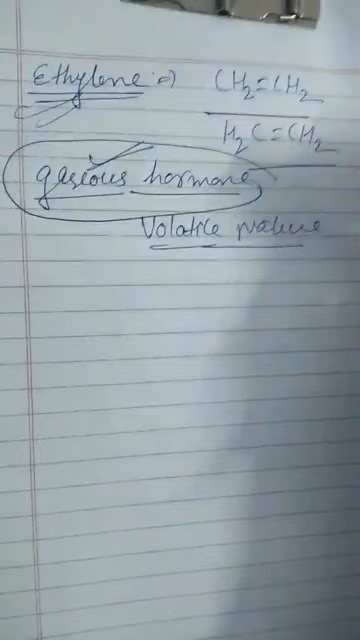 Ethylene ⇒ CH2=CH2
H2C=CH2
gaseous hormone
Volatile nature